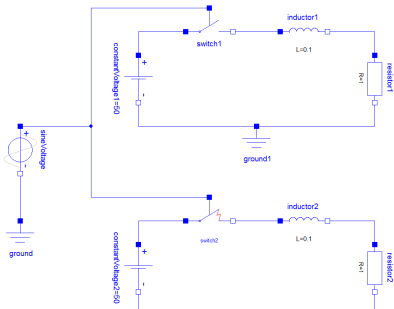 inductor1
switch1
L=0.1
constantVoltage1=50
+
-
R=1
resistor1
ground1
+
sineVoltage
-
ground
inductor2
switch2
L=0.1
constantVoltage2=50
+
-
R=1
resistor2